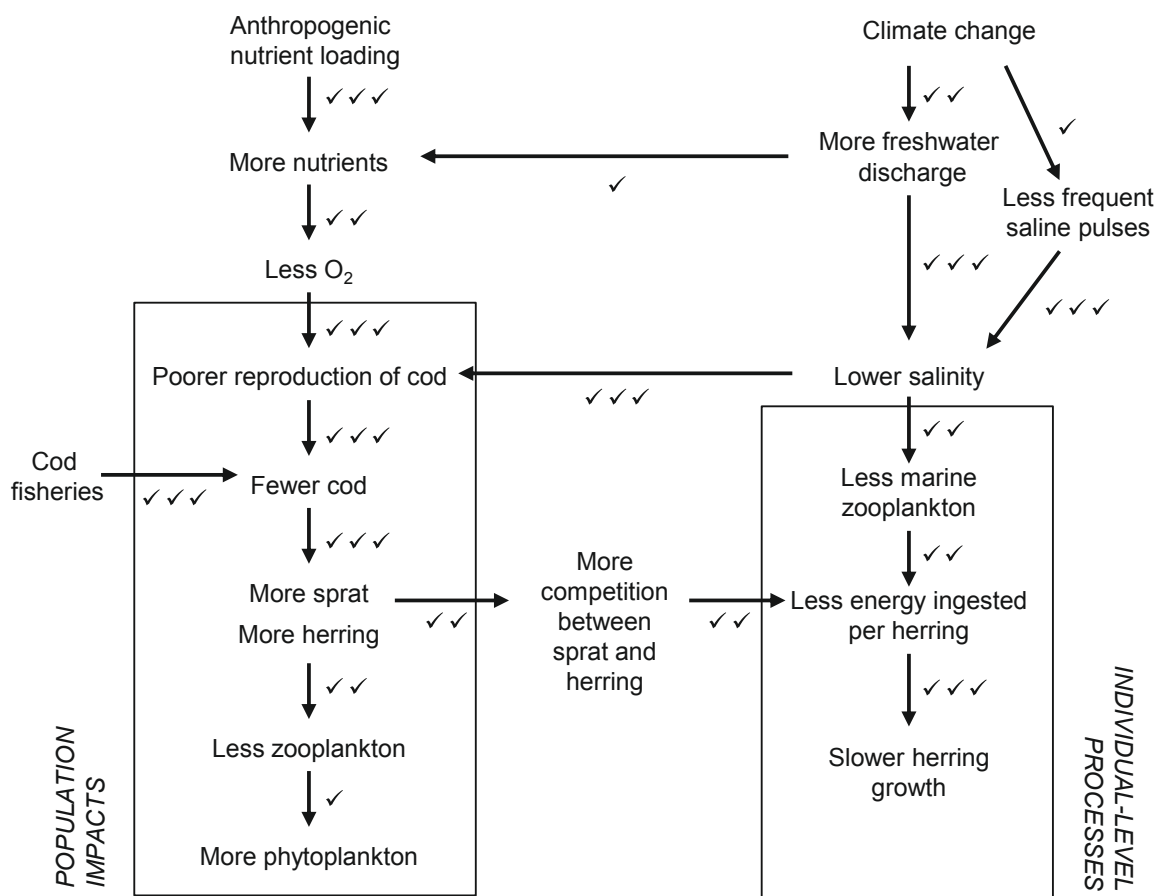 Anthropogenic
nutrient loading
✓✓✓
More nutrients
✓✓
Less O₂
✓✓✓
Poorer reproduction of cod
✓✓✓
Cod
fisheries
✓✓✓
Fewer cod
✓✓✓
More sprat
More herring
✓✓
✓✓
Less zooplankton
✓
More phytoplankton
POPULATION
IMPACTS
More
competition
between
sprat and
herring
✓✓
Climate change
✓✓
✓
More freshwater
discharge
✓
Less frequent
saline pulses
✓✓✓
✓✓✓
Lower salinity
✓✓✓
✓✓
Less marine
zooplankton
✓✓
Less energy ingested
per herring
✓✓✓
Slower herring
growth
INDIVIDUAL-LEVEL
PROCESSES